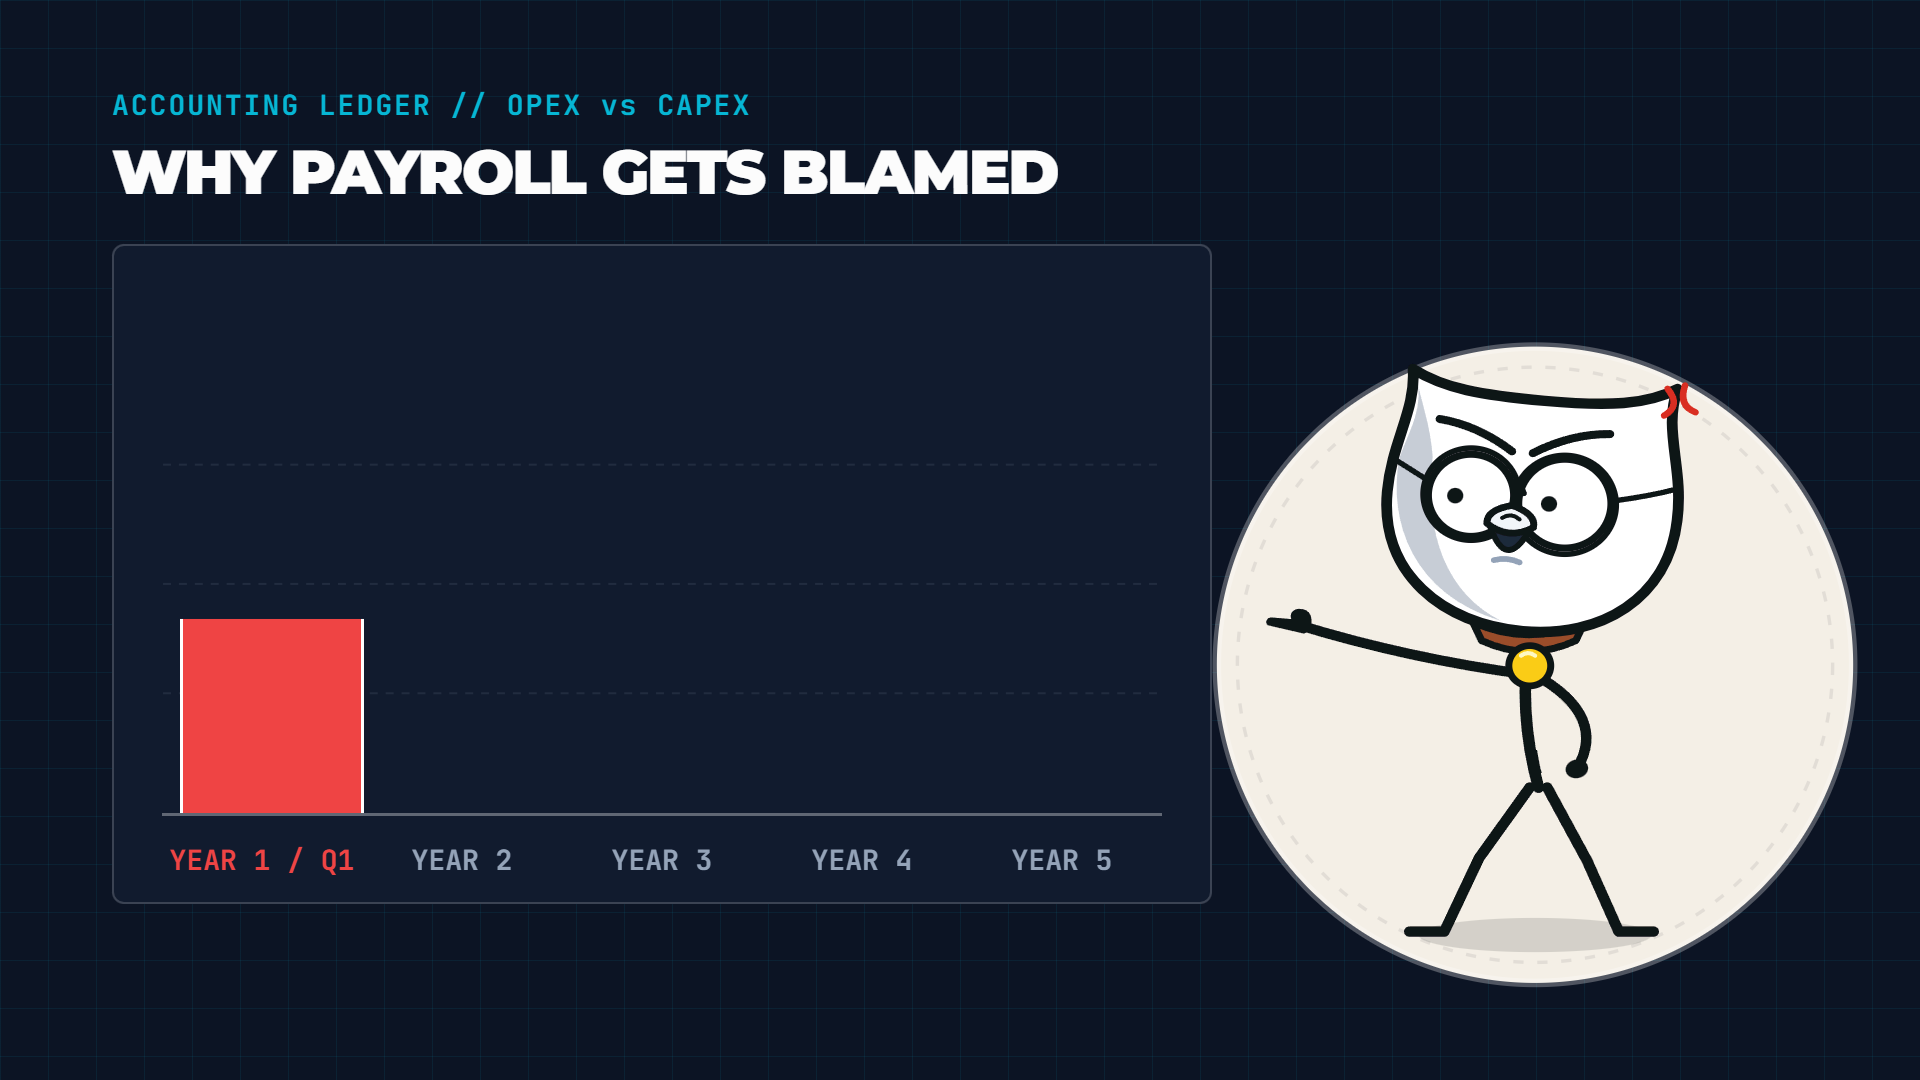 ACCOUNTING LEDGER // OPEX vs CAPEX
WHY PAYROLL GETS BLAMED
YEAR 1 / Q1 YEAR 2 YEAR 3 YEAR 4 YEAR 5